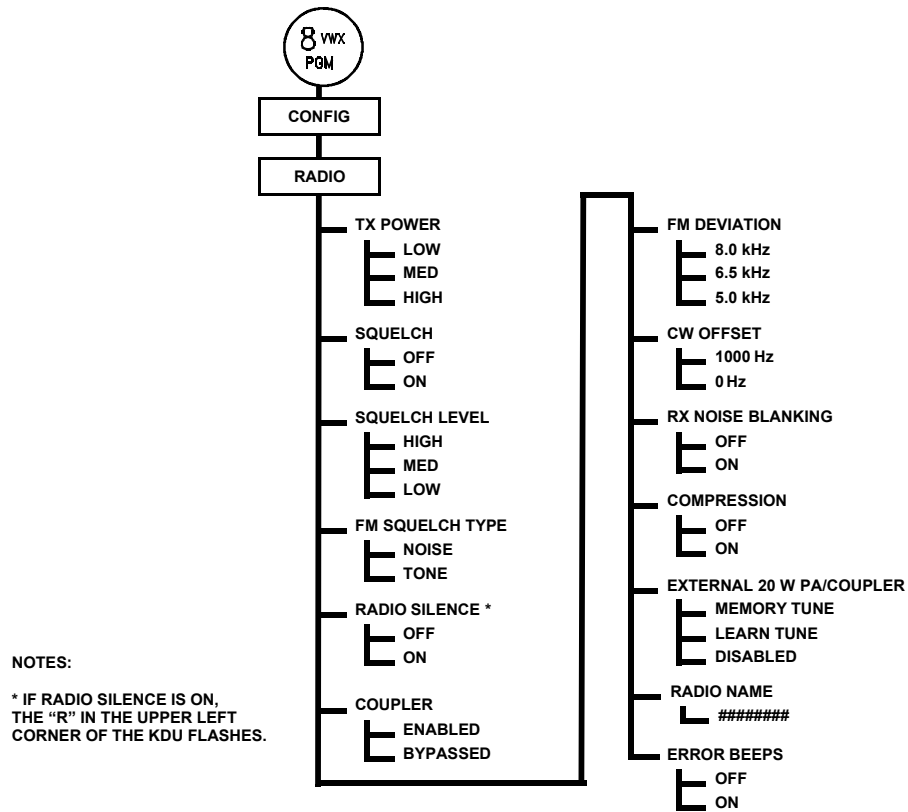 8 VWX
PGM
CONFIG
RADIO
TX POWER
LOW
MED
HIGH
SQUELCH
OFF
ON
SQUELCH LEVEL
HIGH
MED
LOW
FM SQUELCH TYPE
NOISE
TONE
RADIO SILENCE *
OFF
ON
COUPLER
ENABLED
BYPASSED
FM DEVIATION
8.0 kHz
6.5 kHz
5.0 kHz
CW OFFSET
1000 Hz
0 Hz
RX NOISE BLANKING
OFF
ON
COMPRESSION
OFF
ON
EXTERNAL 20 W PA/COUPLER
MEMORY TUNE
LEARN TUNE
DISABLED
RADIO NAME
########
ERROR BEEPS
OFF
ON
NOTES:
* IF RADIO SILENCE IS ON,
THE “R” IN THE UPPER LEFT
CORNER OF THE KDU FLASHES.